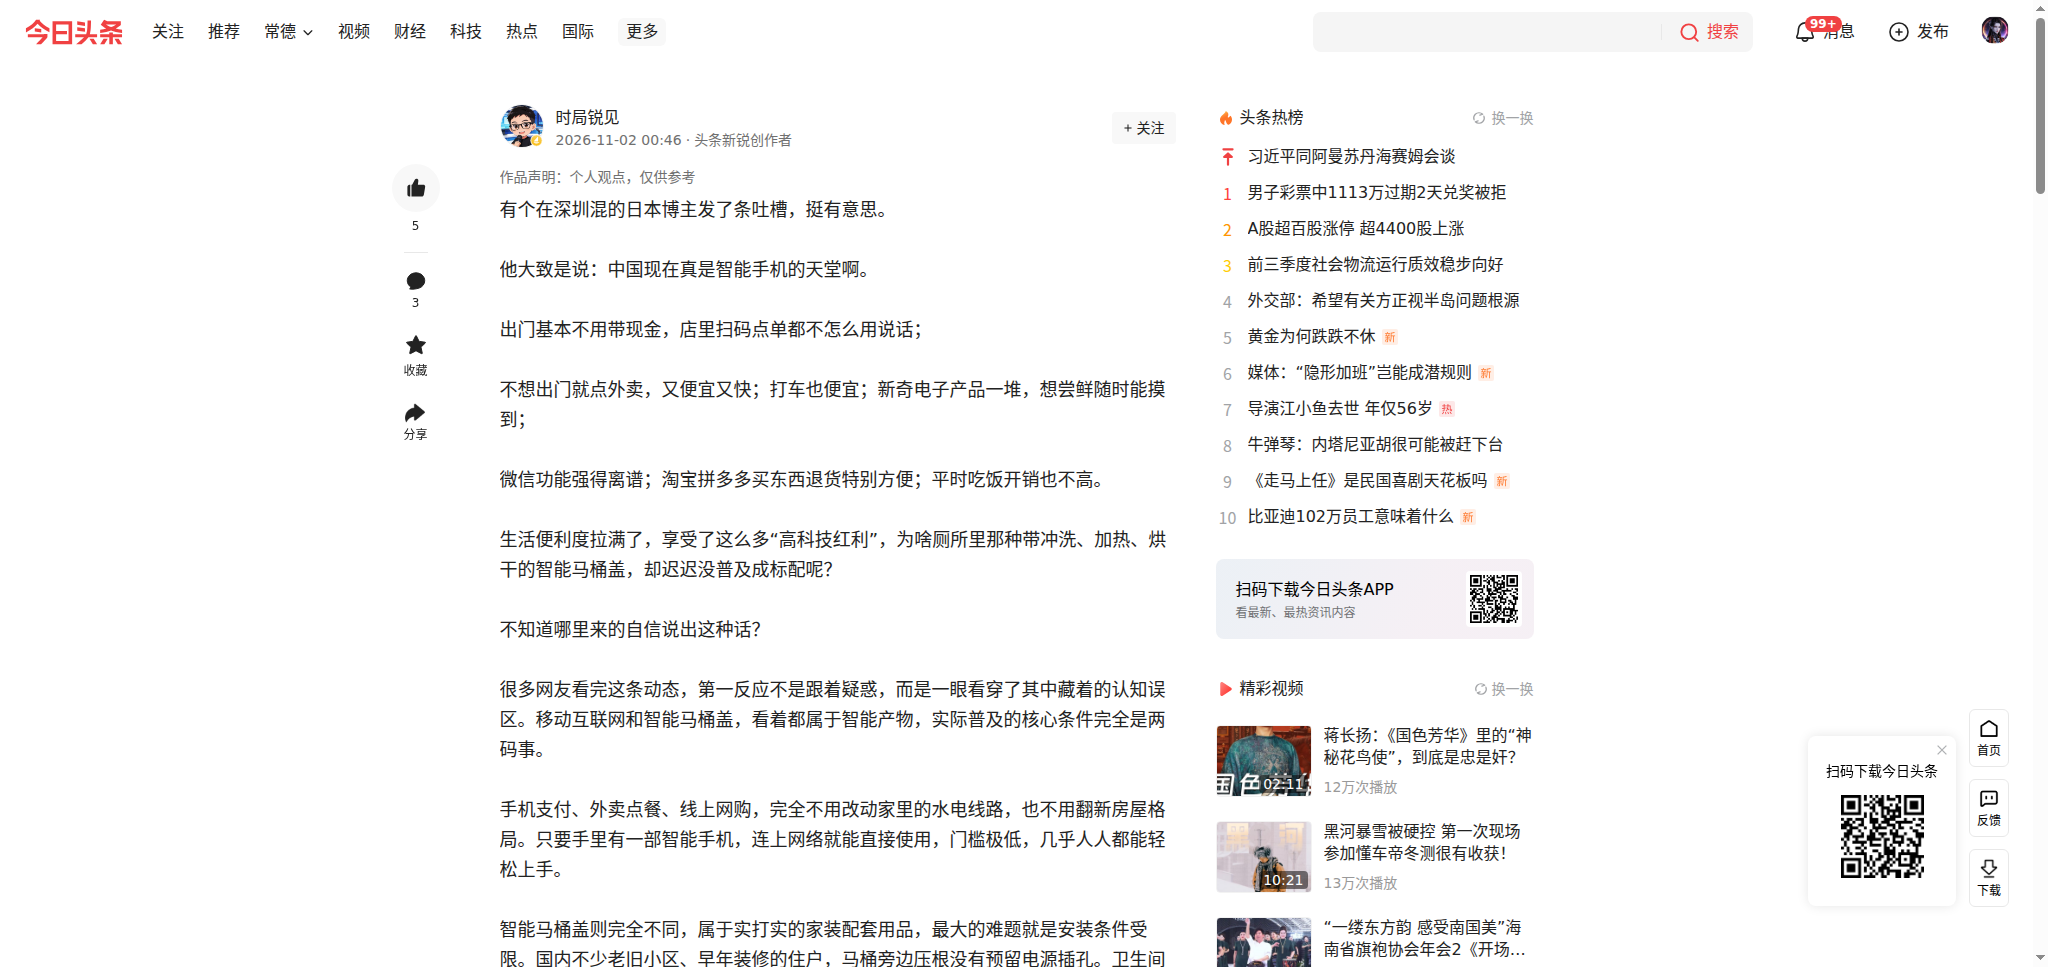 今日头条
关注 推荐 常德 视频 财经 科技 热点 国际 更多
搜索
99+
消息
发布
时局锐见
2026-11-02 00:46 · 头条新锐创作者
+ 关注
5
3
收藏
分享
作品声明：个人观点，仅供参考
有个在深圳混的日本博主发了条吐槽，挺有意思。
他大致是说：中国现在真是智能手机的天堂啊。
出门基本不用带现金，店里扫码点单都不怎么用说话；
不想出门就点外卖，又便宜又快；打车也便宜；新奇电子产品一堆，想尝鲜随时能摸
到；
微信功能强得离谱；淘宝拼多多买东西退货特别方便；平时吃饭开销也不高。
生活便利度拉满了，享受了这么多“高科技红利”，为啥厕所里那种带冲洗、加热、烘
干的智能马桶盖，却迟迟没普及成标配呢？
不知道哪里来的自信说出这种话？
很多网友看完这条动态，第一反应不是跟着疑惑，而是一眼看穿了其中藏着的认知误
区。移动互联网和智能马桶盖，看着都属于智能产物，实际普及的核心条件完全是两
码事。
手机支付、外卖点餐、线上网购，完全不用改动家里的水电线路，也不用翻新房屋格
局。只要手里有一部智能手机，连上网络就能直接使用，门槛极低，几乎人人都能轻
松上手。
智能马桶盖则完全不同，属于实打实的家装配套用品，最大的难题就是安装条件受
限。国内不少老旧小区、早年装修的住户，马桶旁边压根没有预留电源插孔。卫生间
头条热榜
换一换
习近平同阿曼苏丹海赛姆会谈
1 男子彩票中1113万过期2天兑奖被拒
2 A股超百股涨停 超4400股上涨
3 前三季度社会物流运行质效稳步向好
4 外交部：希望有关方正视半岛问题根源
5 黄金为何跌跌不休 新
6 媒体：“隐形加班”岂能成潜规则 新
7 导演江小鱼去世 年仅56岁 热
8 牛弹琴：内塔尼亚胡很可能被赶下台
9 《走马上任》是民国喜剧天花板吗 新
10 比亚迪102万员工意味着什么 新
扫码下载今日头条APP
看最新、最热资讯内容
精彩视频
换一换
02:11
蒋长扬：《国色芳华》里的“神
秘花鸟使”，到底是忠是奸？
12万次播放
10:21
黑河暴雪被硬控 第一次现场
参加懂车帝冬测很有收获！
13万次播放
“一缕东方韵 感受南国美”海
南省旗袍协会年会2《开场...
扫码下载今日头条
首页
反馈
下载